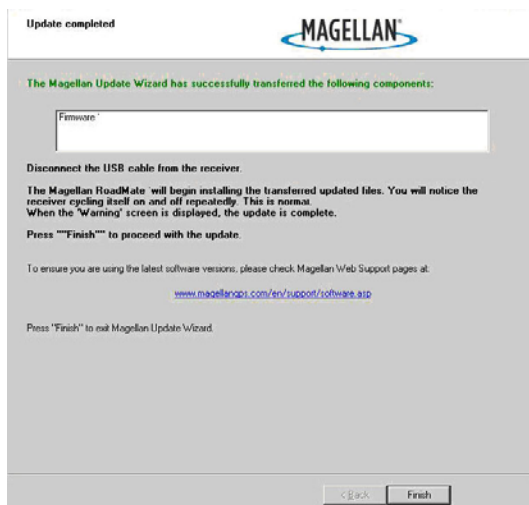 Update completed
MAGELLAN
The Magellan Update Wizard has successfully transferred the following components:
Firmware '
Disconnect the USB cable from the receiver.
The Magellan RoadMate 'will begin installing the transferred updated files. You will notice the
receiver cycling itself on and off repeatedly. This is normal.
When the 'Warning' screen is displayed, the update is complete.
Press ""Finish"" to proceed with the update.
To ensure you are using the latest software versions, please check Magellan Web Support pages at:
www.magellangps.com/en/support/software.asp
Press "Finish" to exit Magellan Update Wizard.
< Back
Finish